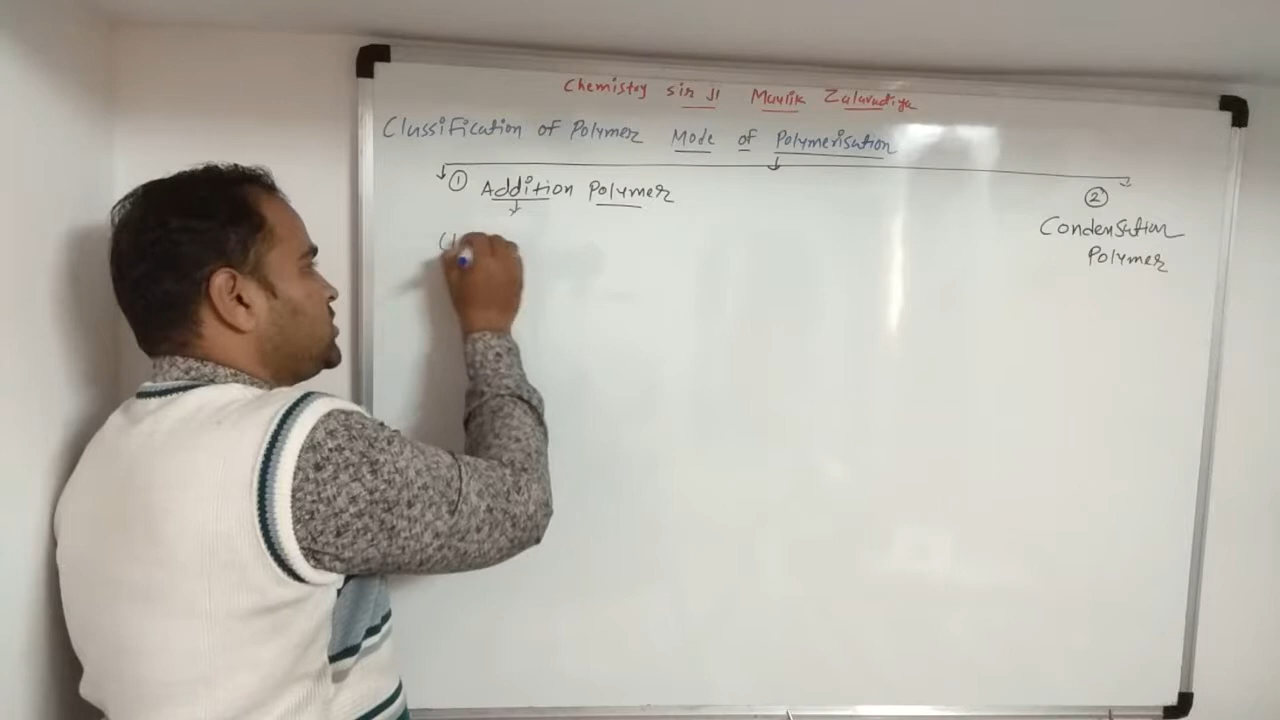 Chemistry sir JI Maulik Zalavadiya
Classification of Polymer Mode of Polymerisation
① Addition Polymer
②
Condensation
Polymer